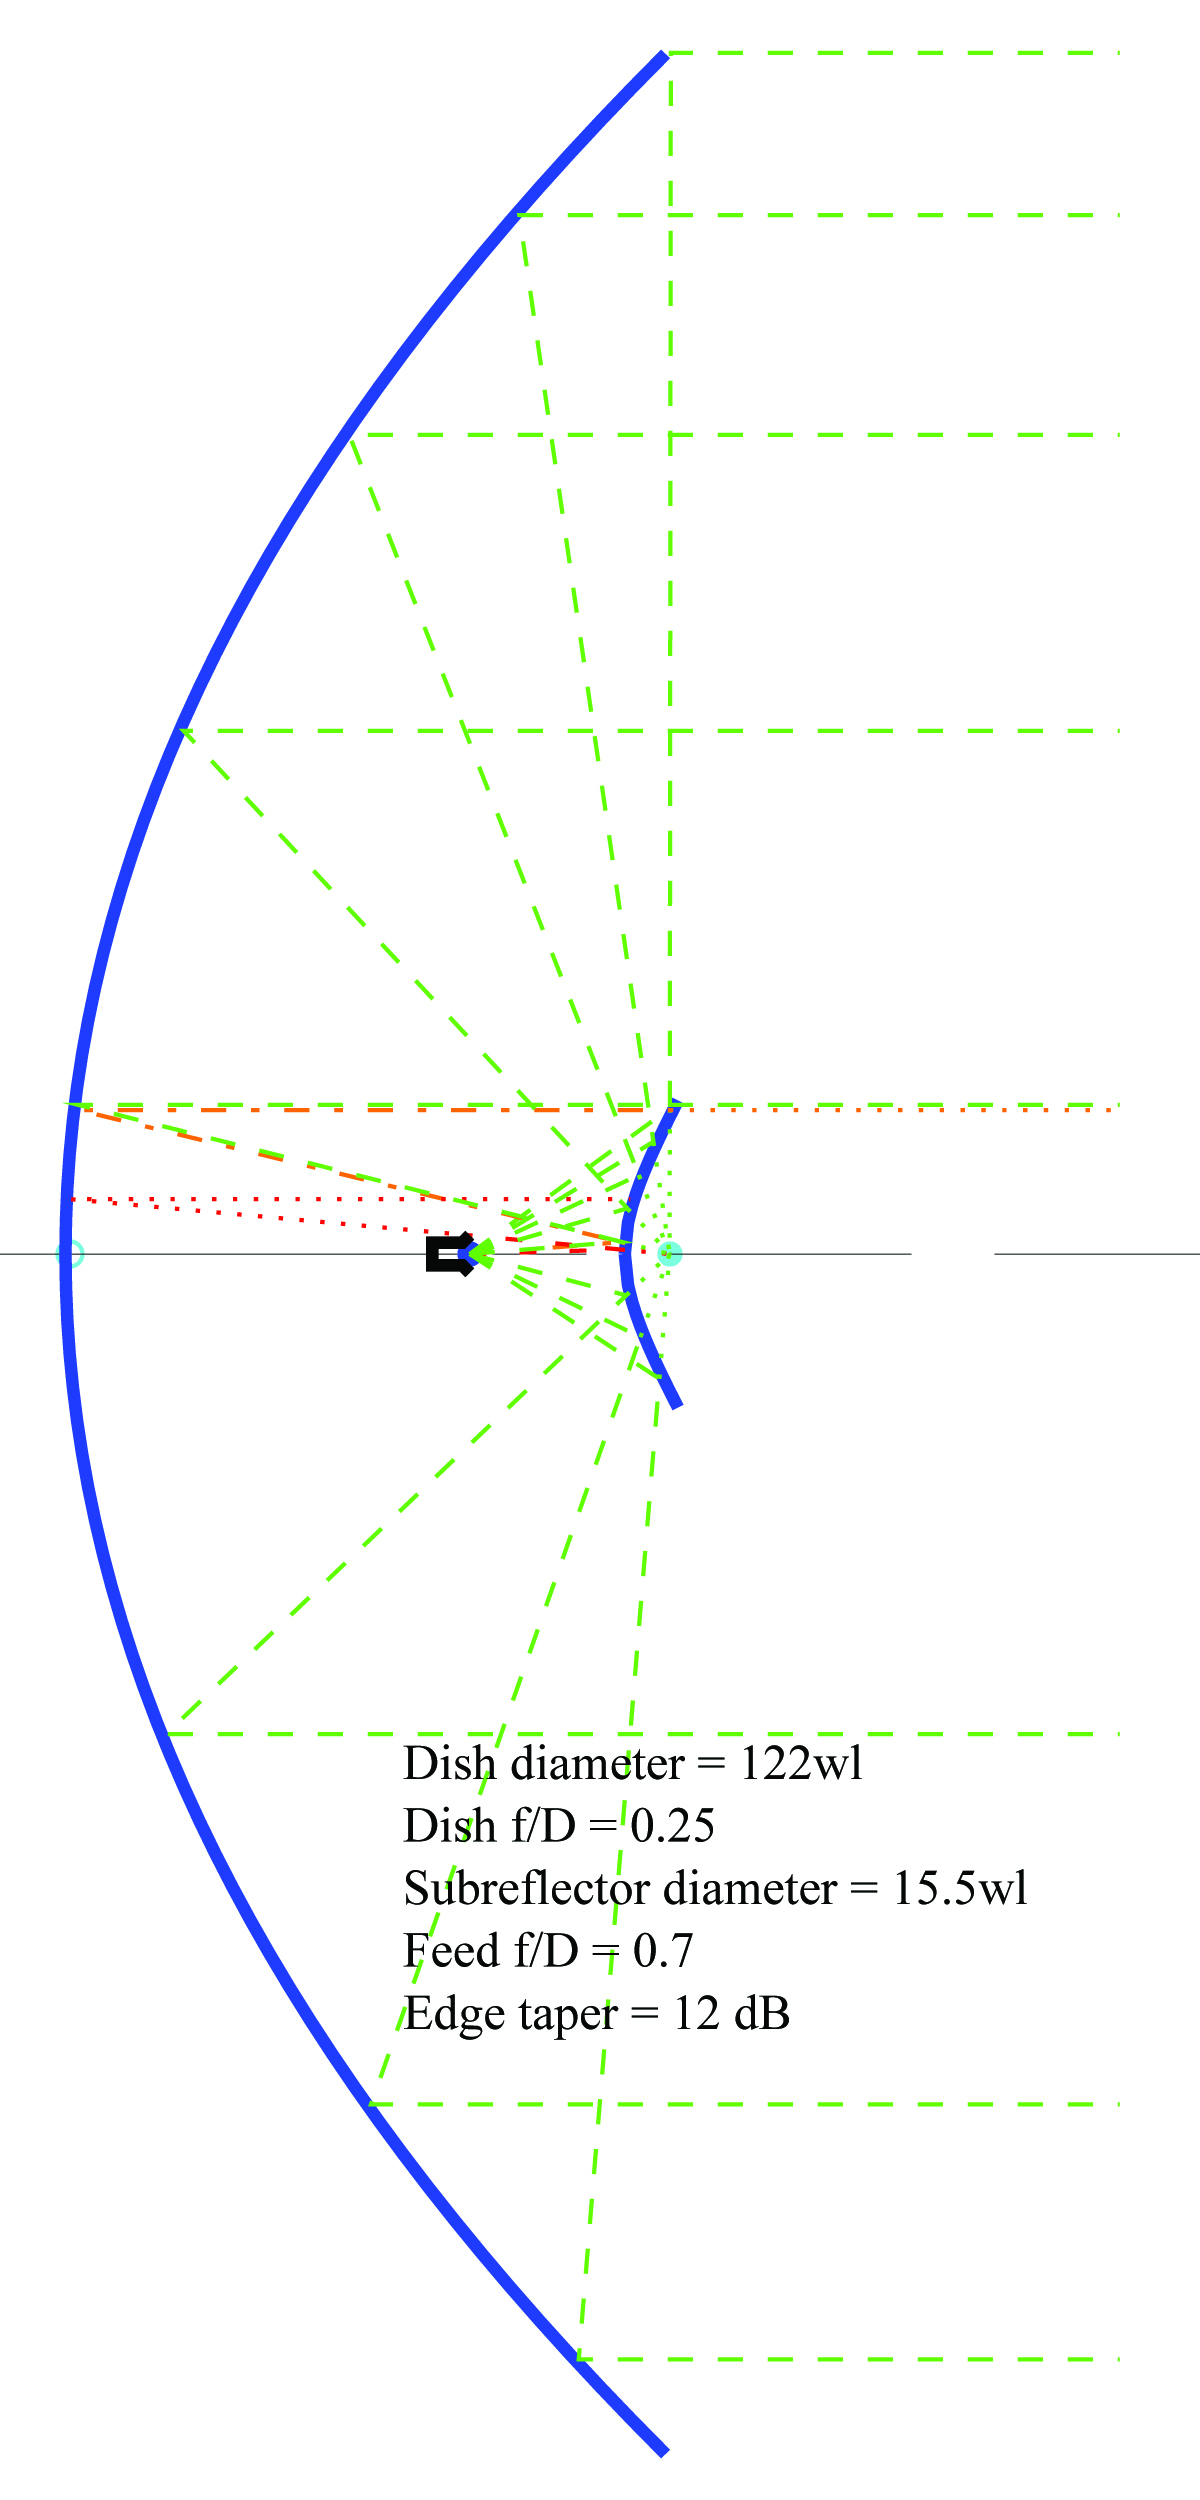 Dish diameter = 122wl
Dish f/D = 0.25
Subreflector diameter = 15.5wl
Feed f/D = 0.7
Edge taper = 12 dB